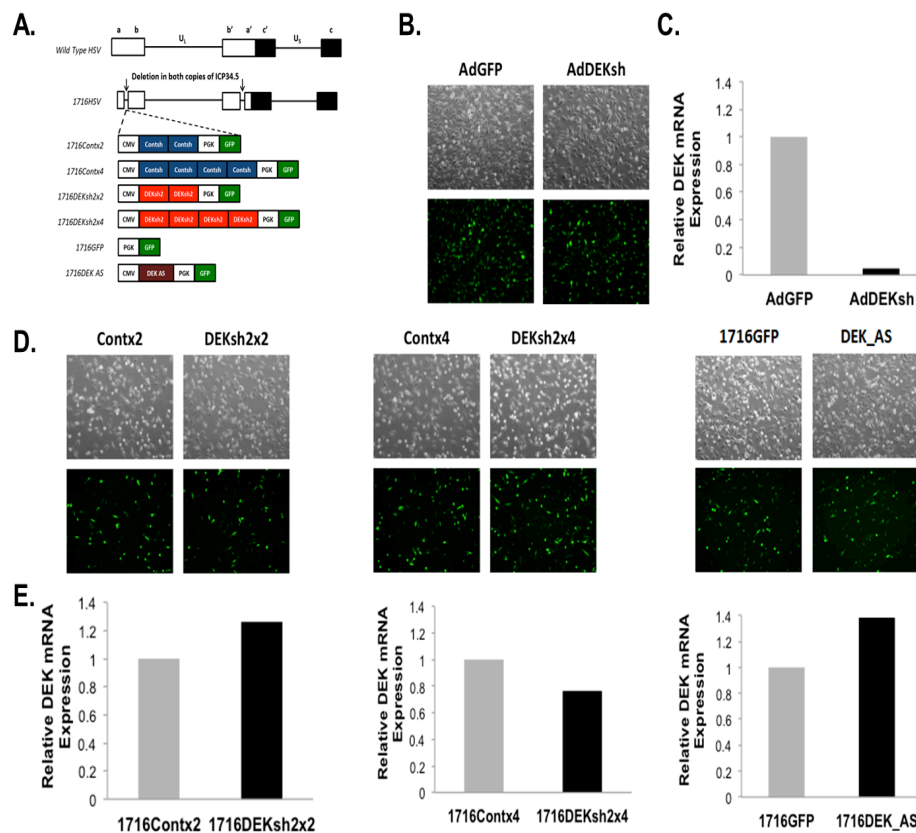 A.
a b b' a' c' c
Wild Type HSV
U_L U_S
Deletion in both copies of ICP34.5
1716HSV
1716Contx2 CMV Contsh Contsh PGK GFP
1716Contx4 CMV Contsh Contsh Contsh Contsh PGK GFP
1716DEKsh2x2 CMV DEKsh2 DEKsh2 PGK GFP
1716DEKsh2x4 CMV DEKsh2 DEKsh2 DEKsh2 DEKsh2 PGK GFP
1716GFP PGK GFP
1716DEK AS CMV DEK AS PGK GFP
B.
AdGFP AdDEKsh
C.
Relative DEK mRNA
Expression
1.4
1.2
1
0.8
0.6
0.4
0.2
0
AdGFP AdDEKsh
D.
Contx2 DEKsh2x2
Contx4 DEKsh2x4
1716GFP DEK_AS
E.
Relative DEK mRNA
Expression
1.4
1.2
1
0.8
0.6
0.4
0.2
0
1716Contx2 1716DEKsh2x2
Relative DEK mRNA
Expression
1.4
1.2
1
0.8
0.6
0.4
0.2
0
1716Contx4 1716DEKsh2x4
Relative DEK mRNA
Expression
1.4
1.2
1
0.8
0.6
0.4
0.2
0
1716GFP 1716DEK_AS